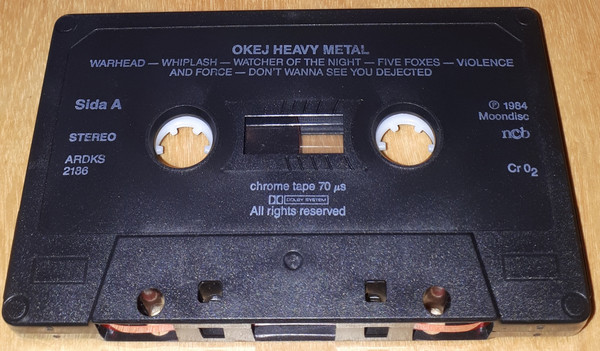 OKEJ HEAVY METAL
WARHEAD — WHIPLASH — WATCHER OF THE NIGHT — FIVE FOXES — VIOLENCE
AND FORCE — DON'T WANNA SEE YOU DEJECTED
Sida A
STEREO
ARDKS
2186
℗ 1984
Moondisc
ncb
Cr 0₂
chrome tape 70 µs
DOLBY SYSTEM
All rights reserved